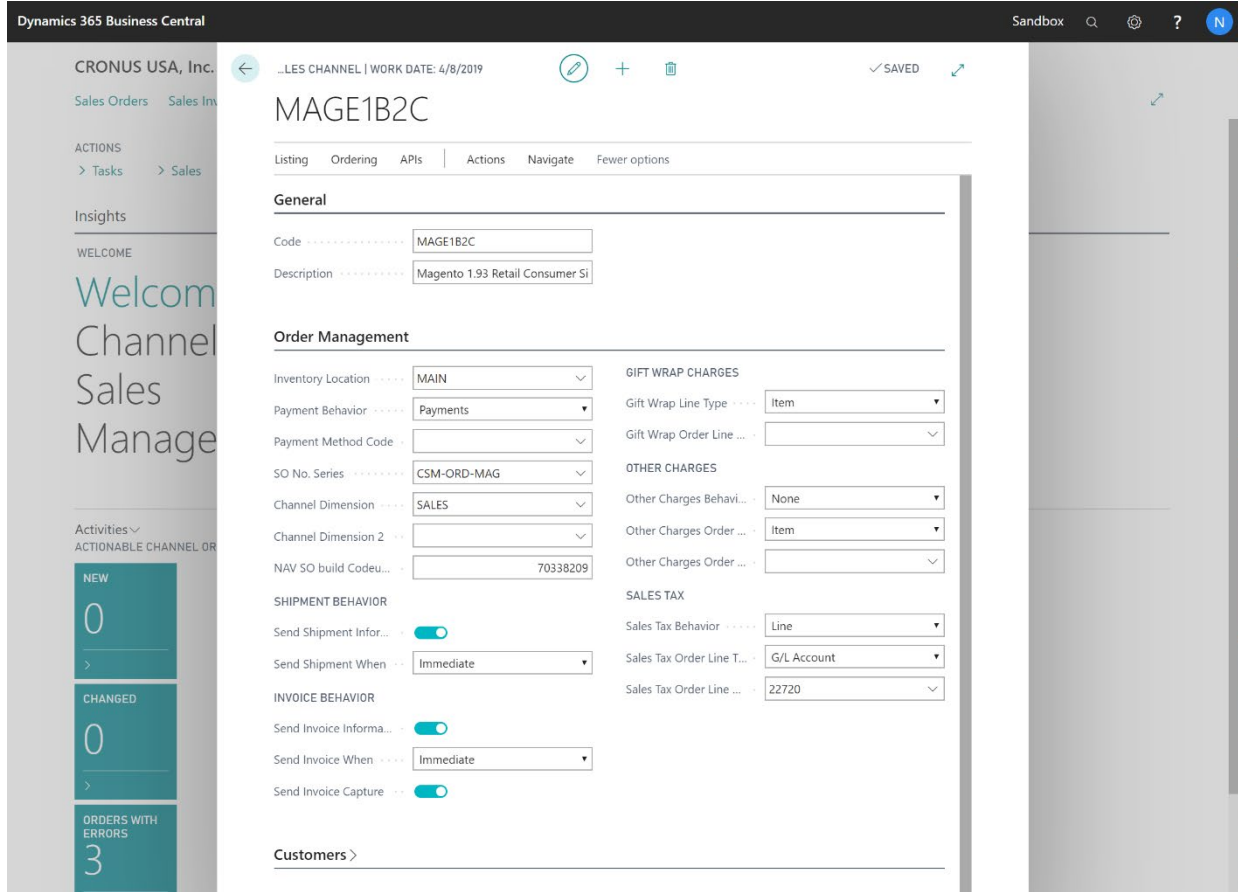 Dynamics 365 Business Central
Sandbox
?
N
CRONUS USA, Inc.
Sales Orders Sales Inv
ACTIONS
> Tasks > Sales
Insights
WELCOME
Welcom
Channel
Sales
Manage
Activities
ACTIONABLE CHANNEL OR
NEW
0
>
CHANGED
0
>
ORDERS WITH
ERRORS
3
...LES CHANNEL | WORK DATE: 4/8/2019
✓ SAVED
MAGE1B2C
Listing Ordering APIs Actions Navigate Fewer options
General
Code MAGE1B2C
Description Magento 1.93 Retail Consumer Si
Order Management
Inventory Location MAIN
Payment Behavior Payments
Payment Method Code
SO No. Series CSM-ORD-MAG
Channel Dimension SALES
Channel Dimension 2
NAV SO build Codeu... 70338209
SHIPMENT BEHAVIOR
Send Shipment Infor...
Send Shipment When Immediate
INVOICE BEHAVIOR
Send Invoice Informa...
Send Invoice When Immediate
Send Invoice Capture
GIFT WRAP CHARGES
Gift Wrap Line Type Item
Gift Wrap Order Line ...
OTHER CHARGES
Other Charges Behavi... None
Other Charges Order ... Item
Other Charges Order ...
SALES TAX
Sales Tax Behavior Line
Sales Tax Order Line T... G/L Account
Sales Tax Order Line ... 22720
Customers >